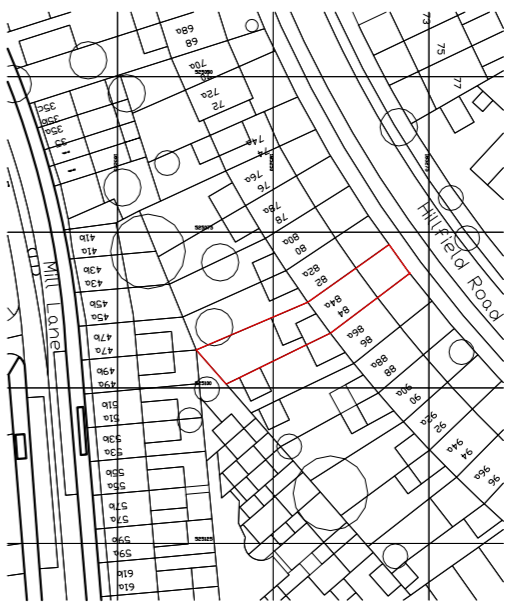 68a
68
70a
70
72a
72
74a
74
76a
76
78a
78
80a
80
82a
82
84a
84
86a
86
88a
88
90a
90
92a
92
94a
94
96a
96
73
75
77
Hillfield Road
35c
35b
35a
35
41b
41a
43b
43a
45b
45a
47b
47a
49b
49a
51b
51a
53b
53a
55b
55a
57b
57a
59b
59a
61b
61a
Mill Lane